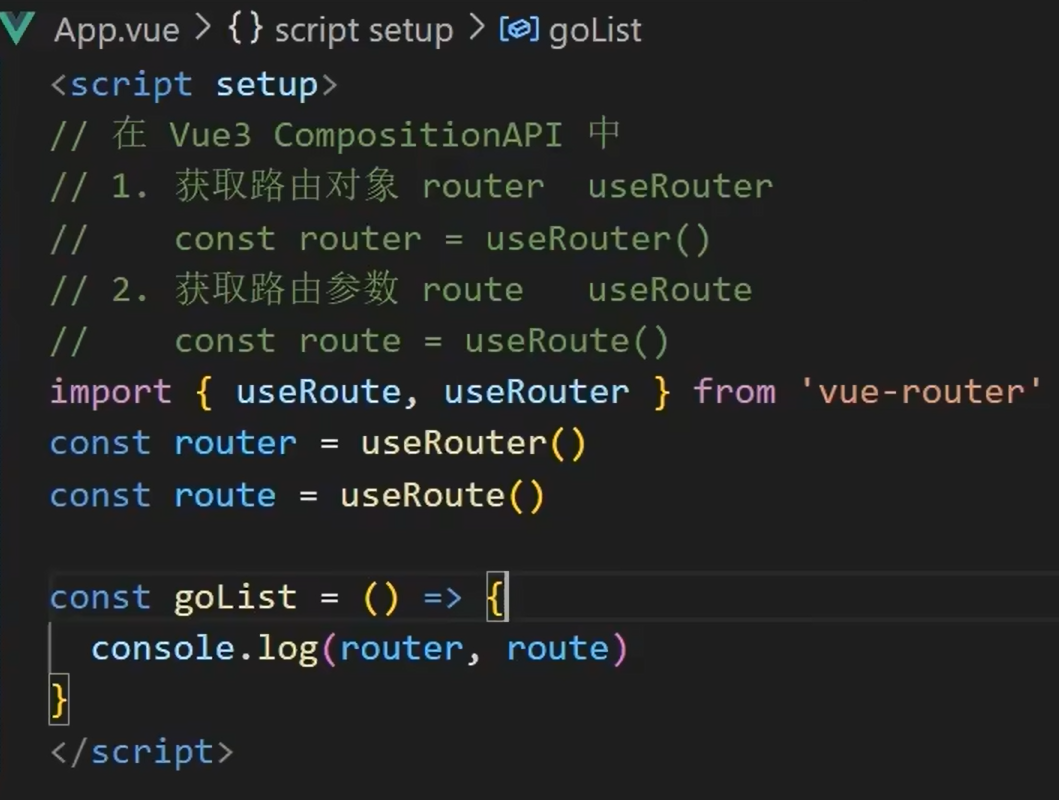 App.vue > {} script setup > goList
<script setup>
// 在 Vue3 CompositionAPI 中
// 1. 获取路由对象 router  useRouter
//    const router = useRouter()
// 2. 获取路由参数 route   useRoute
//    const route = useRoute()
import { useRoute, useRouter } from 'vue-router'
const router = useRouter()
const route = useRoute()
const goList = () => {
  console.log(router, route)
}
</script>